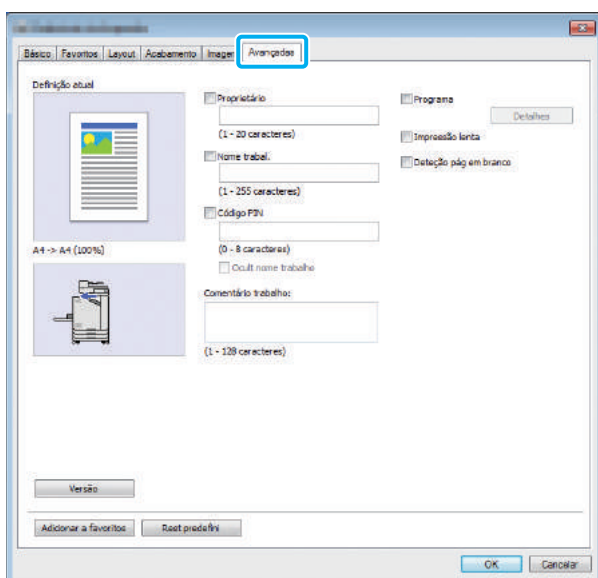 Básico Favoritos Layout Acabamento Imagem Avançadas
Definição atual
A4 -> A4 (100%)
Proprietário
(1 - 20 caracteres)
Nome trabal.
(1 - 255 caracteres)
Código PIN
(0 - 8 caracteres)
Ocult nome trabalho
Comentário trabalho:
(1 - 128 caracteres)
Programa
Detalhes
Impressão lenta
Deteção pág em branco
Versão
Adicionar a favoritos Rest predefini
OK Cancelar